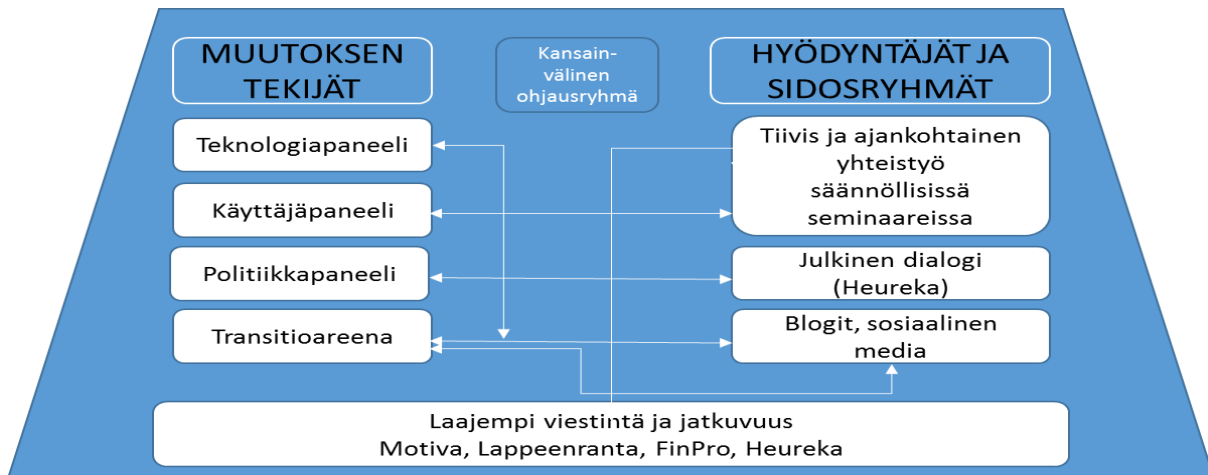 MUUTOKSEN
TEKIJÄT
Teknologiapaneeli
Käyttäjäpaneeli
Politiikkapaneeli
Transitioareena
Kansain-
välinen
ohjausryhmä
HYÖDYNTÄJÄT JA
SIDOSRYHMÄT
Tiivis ja ajankohtainen
yhteistyö
säännöllisissä
seminaareissa
Julkinen dialogi
(Heureka)
Blogit, sosiaalinen
media
Laajempi viestintä ja jatkuvuus
Motiva, Lappeenranta, FinPro, Heureka